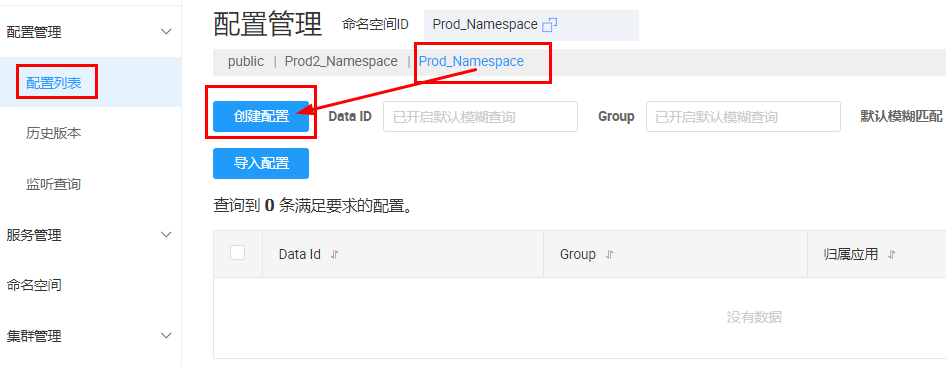 配置管理
配置列表
历史版本
监听查询
服务管理
命名空间
集群管理
配置管理 命名空间ID Prod_Namespace
public | Prod2_Namespace | Prod_Namespace
创建配置 Data ID 已开启默认模糊查询 Group 已开启默认模糊查询 默认模糊匹配
导入配置
查询到 0 条满足要求的配置。
Data Id Group 归属应用
没有数据